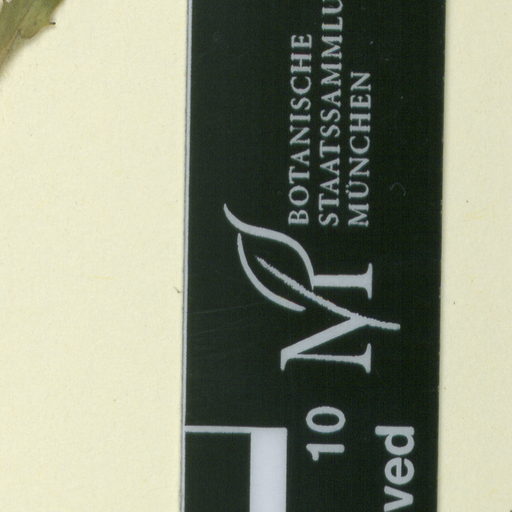 BOTANISCHE
STAATSSAMMLU
MÜNCHEN
M
10
ved